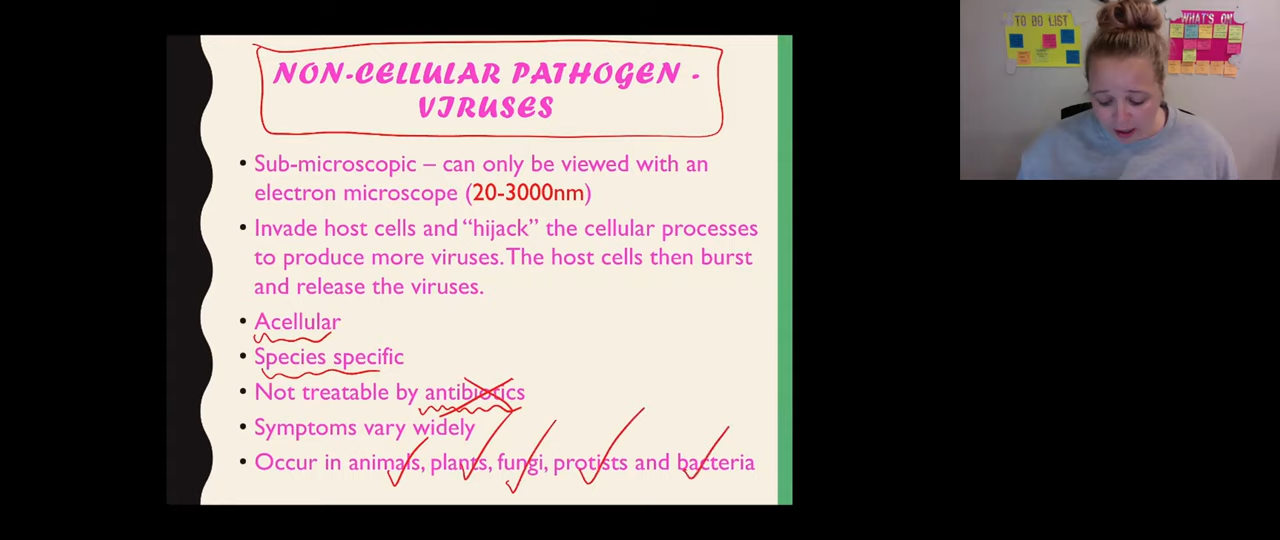 NON-CELLULAR PATHOGEN -
VIRUSES
• Sub-microscopic – can only be viewed with an
electron microscope (20-3000nm)
• Invade host cells and “hijack” the cellular processes
to produce more viruses. The host cells then burst
and release the viruses.
• Acellular
• Species specific
• Not treatable by antibiotics
• Symptoms vary widely
• Occur in animals, plants, fungi, protists and bacteria
TO DO LIST
WHAT'S ON